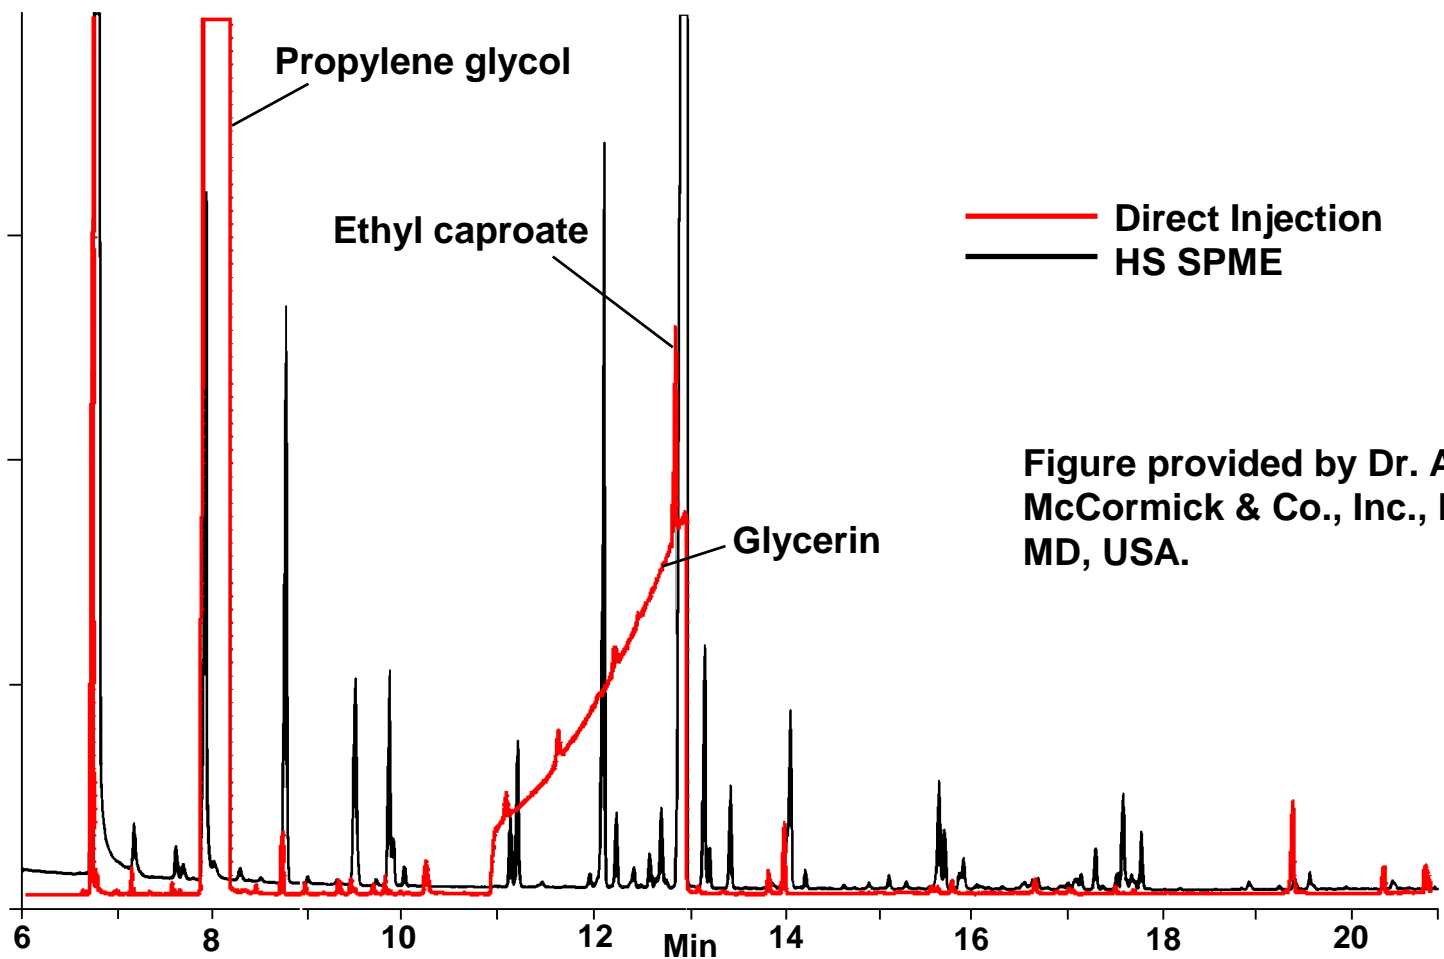 Propylene glycol
Ethyl caproate
Direct Injection
HS SPME
Figure provided by Dr.
McCormick & Co., Inc.,
MD, USA.
Glycerin
6 8 10 12 14 16 18 20
Min